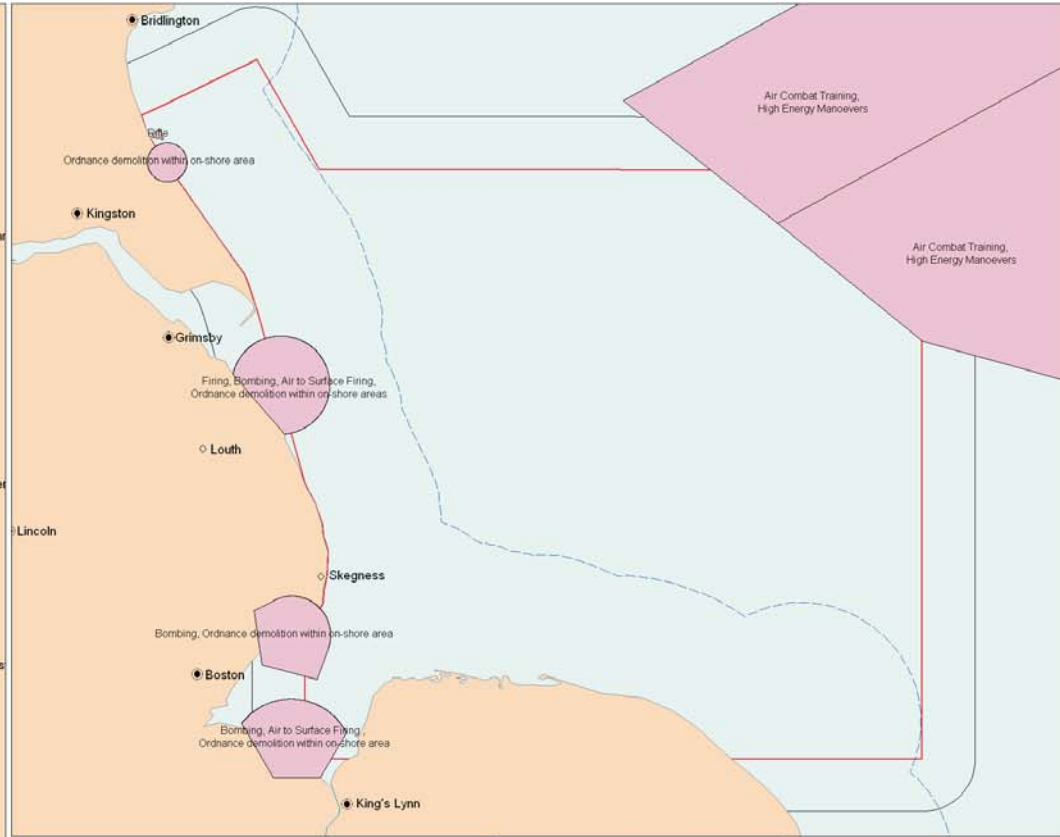 Bridlington
Air Combat Training,
High Energy Manoevers
Ordnance demolition within on-shore area
Kingston
Air Combat Training,
High Energy Manoevers
Grimsby
Firing, Bombing, Air to Surface Firing,
Ordnance demolition within on-shore areas
Louth
Lincoln
Skegness
Bombing, Ordnance demolition within on-shore area
Boston
Bombing, Air to Surface Firing ,
Ordnance demolition within on-shore area
King's Lynn